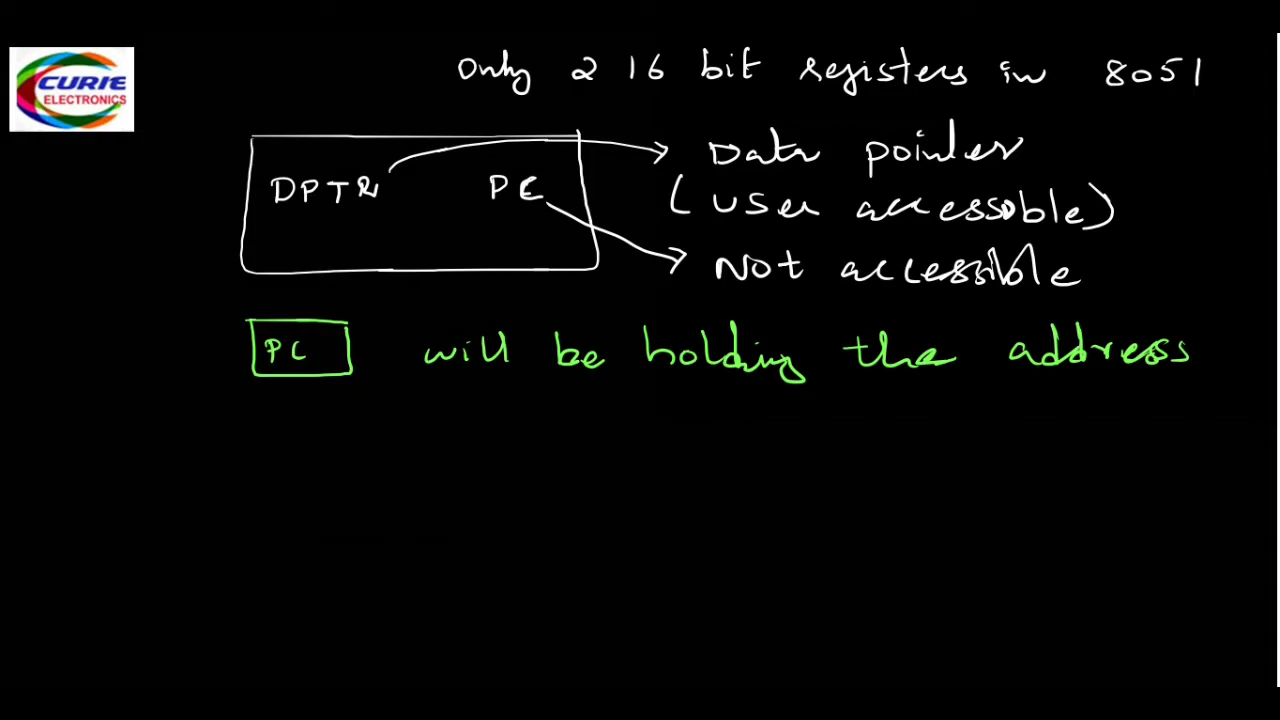 CURIE
ELECTRONICS
Only 2 16 bit registers in 8051
DPTR PC
Data pointer
(User accessible)
Not accessible
PC will be holding the address